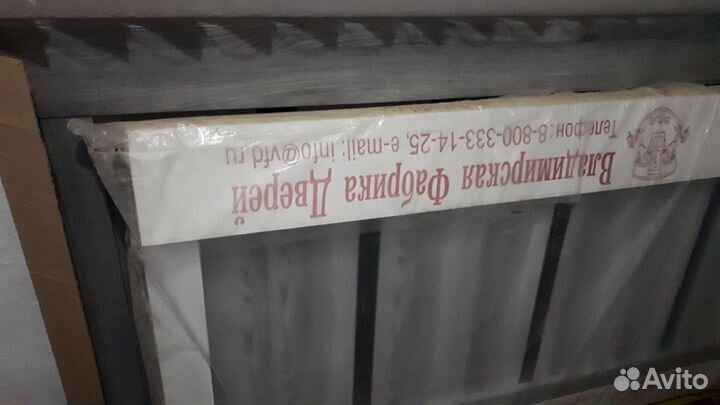 Владимирская Фабрика Дверей
Телефон: 8-800-333-14-25, e-mail: info@vfd.ru
Avito